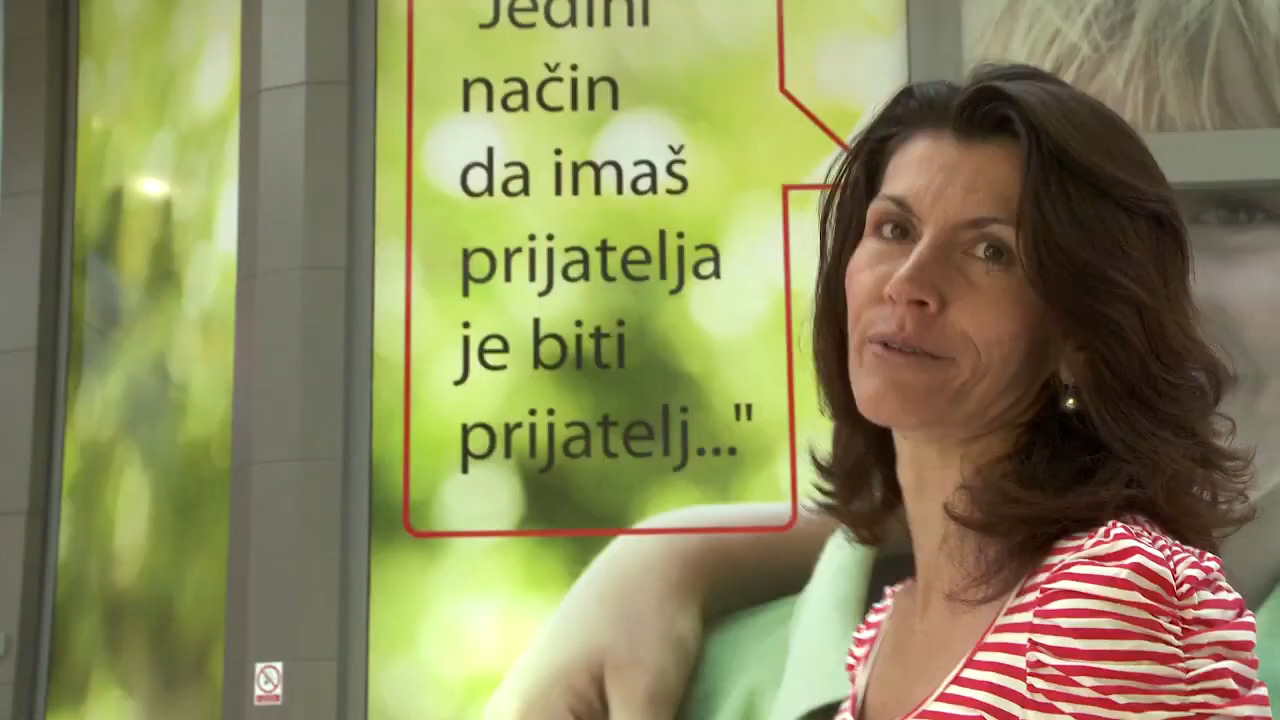 "Jedini
način
da imaš
prijatelja
je biti
prijatelj..."